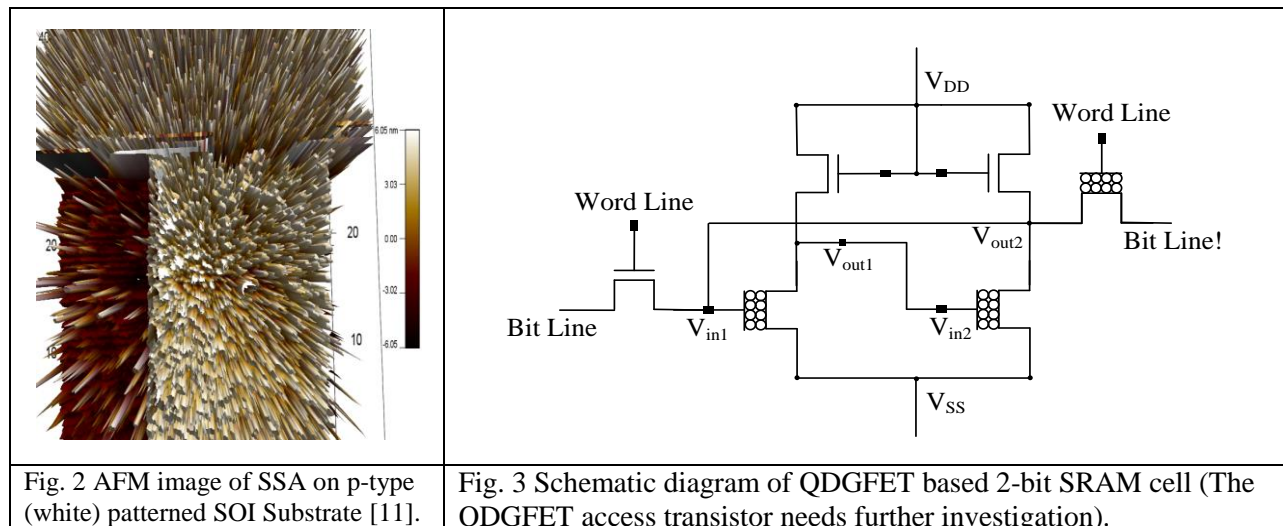 40
6.05 nm
3.03
0.00
-3.02
-6.05
20
20
10
10
V_DD
Word Line
Word Line
V_out2
Bit Line!
V_out1
Bit Line
V_in1
V_in2
V_SS
Fig. 2 AFM image of SSA on p-type
(white) patterned SOI Substrate [11].
Fig. 3 Schematic diagram of QDGFET based 2-bit SRAM cell (The
QDGFET access transistor needs further investigation).